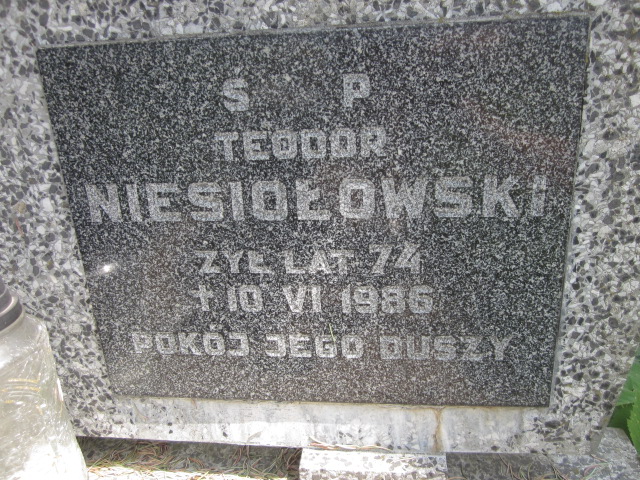 S P
TEODOR
NIESIOŁOWSKI
ŻYŁ LAT 74
† 10 VI 1986
POKÓJ JEGO DUSZY